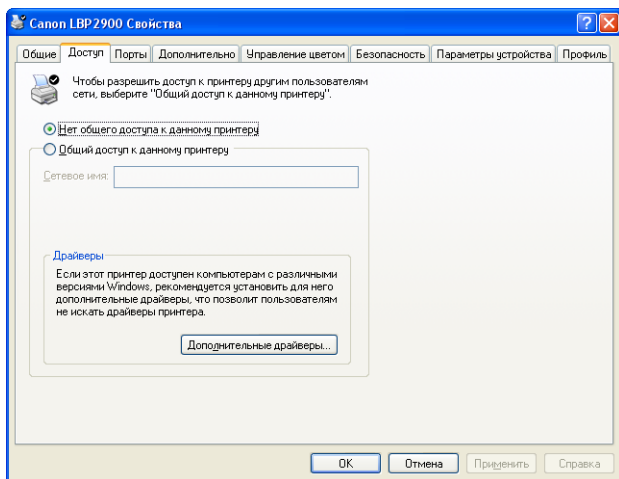 Canon LBP2900 Свойства
Общие Доступ Порты Дополнительно Управление цветом Безопасность Параметры устройства Профиль
Чтобы разрешить доступ к принтеру другим пользователям
сети, выберите "Общий доступ к данному принтеру".
Нет общего доступа к данному принтеру
Общий доступ к данному принтеру
Сетевое имя:
Драйверы
Если этот принтер доступен компьютерам с различными
версиями Windows, рекомендуется установить для него
дополнительные драйверы, что позволит пользователям
не искать драйверы принтера.
Дополнительные драйверы...
ОК Отмена Применить Справка